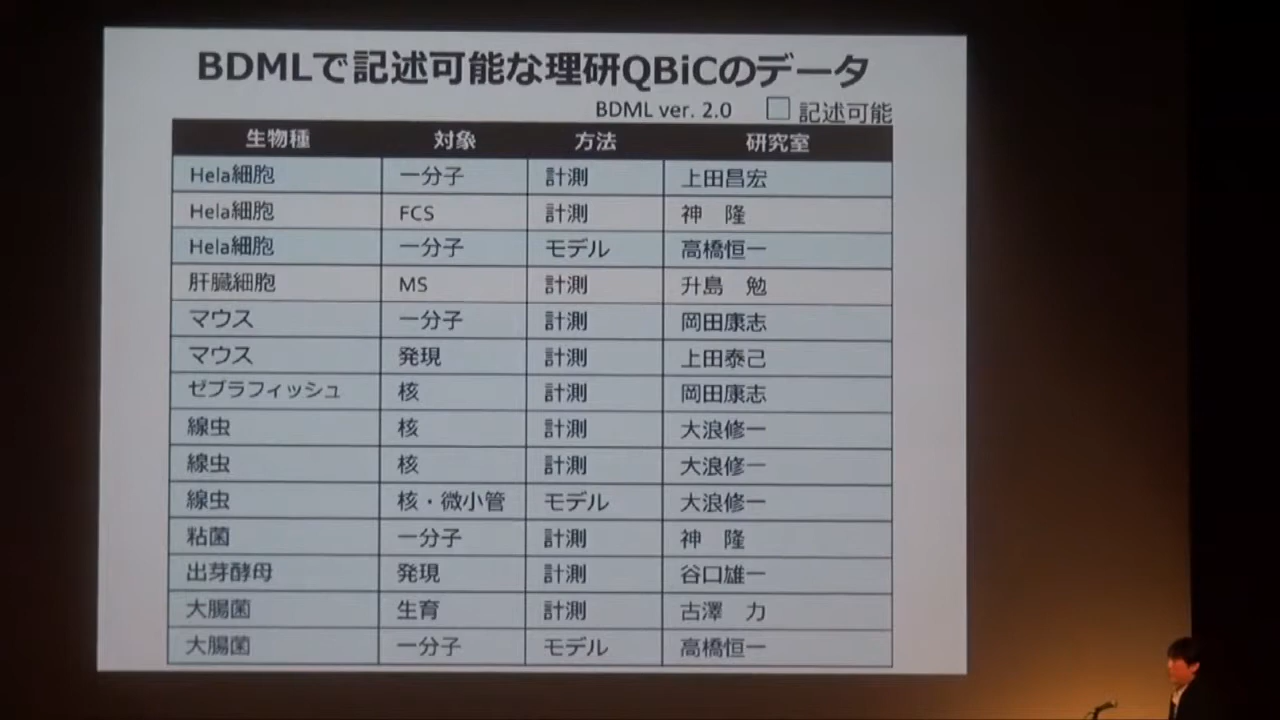 BDMLで記述可能な理研QBiCのデータ
BDML ver. 2.0 記述可能
生物種 対象 方法 研究室
Hela細胞 一分子 計測 上田昌宏
Hela細胞 FCS 計測 神 隆
Hela細胞 一分子 モデル 高橋恒一
肝臓細胞 MS 計測 升島 勉
マウス 一分子 計測 岡田康志
マウス 発現 計測 上田泰己
ゼブラフィッシュ 核 計測 岡田康志
線虫 核 計測 大浪修一
線虫 核 計測 大浪修一
線虫 核・微小管 モデル 大浪修一
粘菌 一分子 計測 神 隆
出芽酵母 発現 計測 谷口雄一
大腸菌 生育 計測 古澤 力
大腸菌 一分子 モデル 高橋恒一